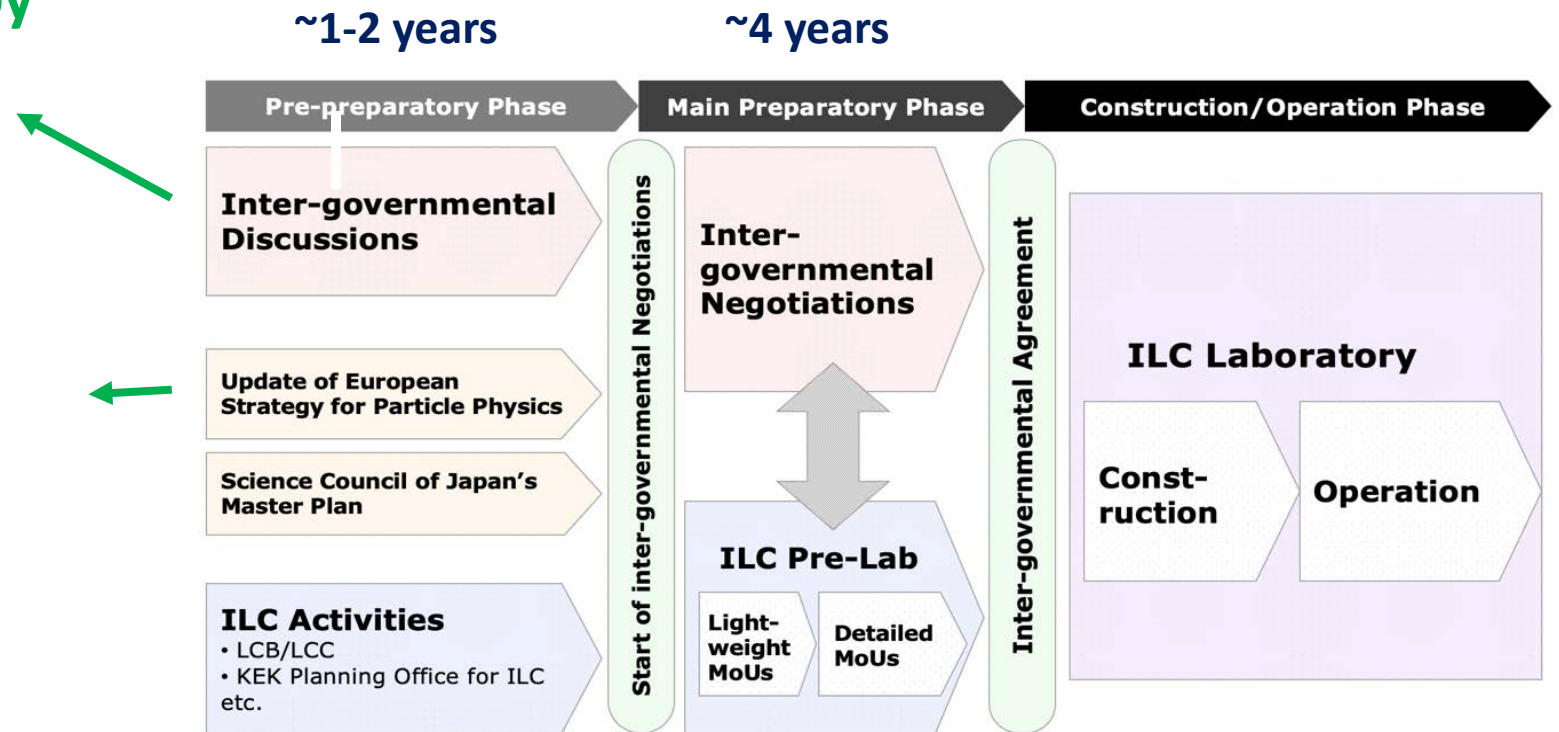 ~1-2 years
~4 years
Pre-preparatory Phase
Main Preparatory Phase
Construction/Operation Phase
Inter-governmental
Discussions
Update of European
Strategy for Particle Physics
Science Council of Japan's
Master Plan
ILC Activities
• LCB/LCC
• KEK Planning Office for ILC
etc.
Start of inter-governmental Negotiations
Inter-
governmental
Negotiations
ILC Pre-Lab
Light-
weight
MoUs
Detailed
MoUs
Inter-governmental Agreement
ILC Laboratory
Const-
ruction
Operation